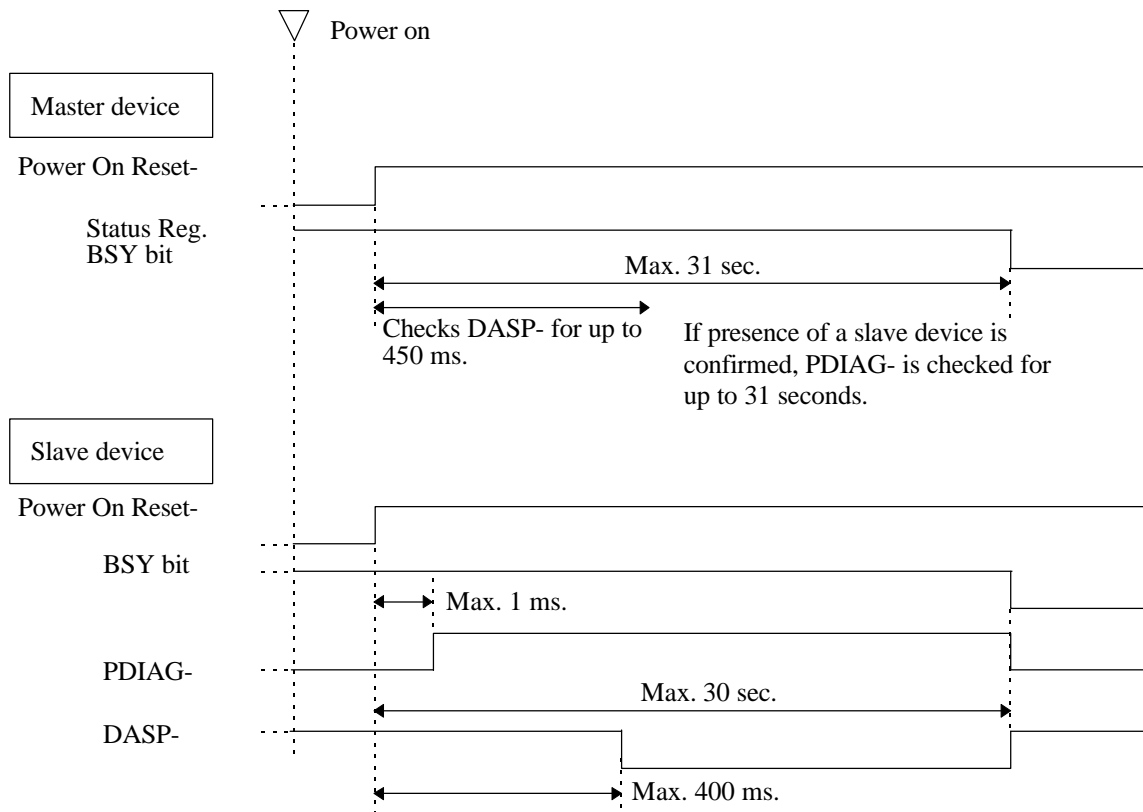 Power on
Master device
Power On Reset-
Status Reg.
BSY bit
Max. 31 sec.
Checks DASP- for up to
450 ms.
If presence of a slave device is
confirmed, PDIAG- is checked for
up to 31 seconds.
Slave device
Power On Reset-
BSY bit
Max. 1 ms.
PDIAG-
Max. 30 sec.
DASP-
Max. 400 ms.